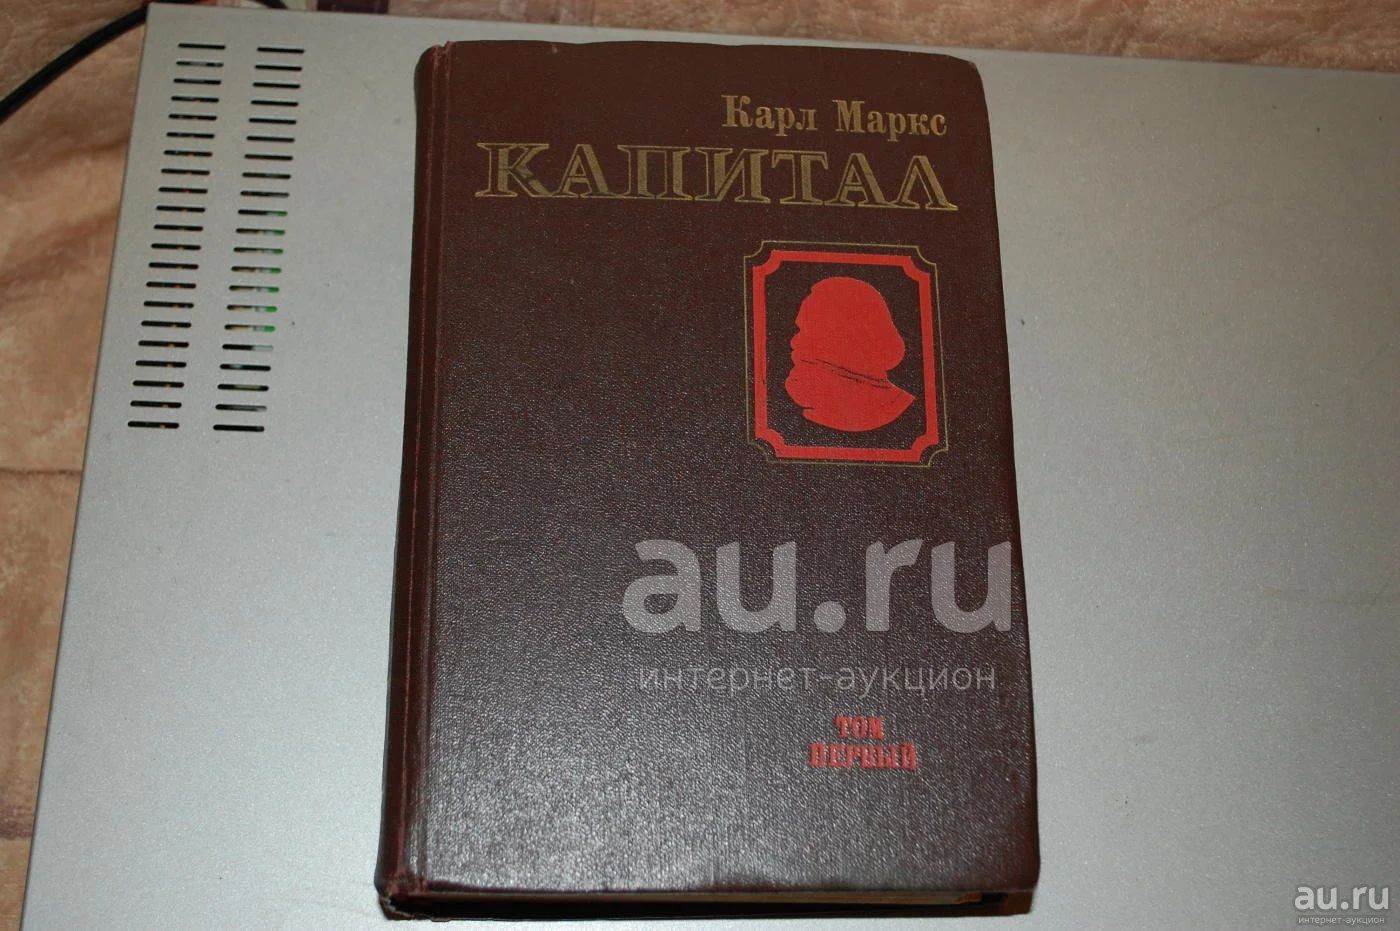 Карл Маркс
КАПИТАЛ
au.ru
интернет-аукцион
ТОМ
ПЕРВЫЙ
au.ru
интернет-аукцион